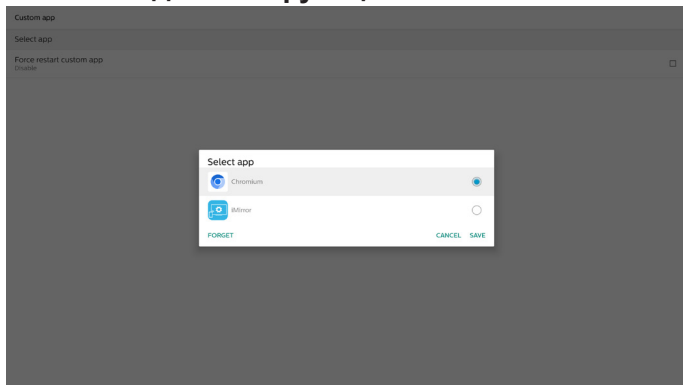 Custom app
Select app
Force restart custom app
Disable
Select app
Chromium
iMirror
FORGET
CANCEL SAVE